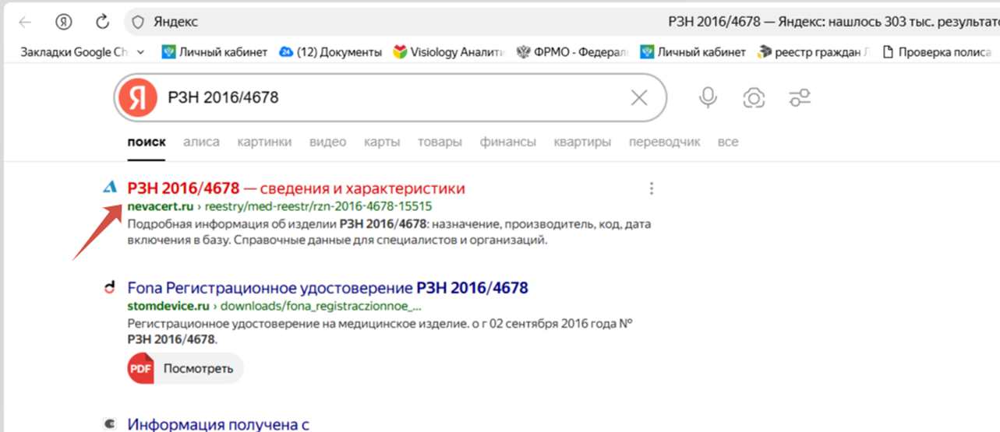 Яндекс
РЗН 2016/4678 — Яндекс: нашлось 303 тыс. результато
Закладки Google Ch
Личный кабинет
24 (12) Документы
Visiology Аналити
ФРМО - Федерал
Личный кабинет
реестр граждан Л
Проверка полиса
Я РЗН 2016/4678
поиск алиса картинки видео карты товары финансы квартиры переводчик все
РЗН 2016/4678 — сведения и характеристики
nevacert.ru › reestry/med-reestr/rzn-2016-4678-15515
Подробная информация об изделии РЗН 2016/4678: назначение, производитель, код, дата
включения в базу. Справочные данные для специалистов и организаций.
Fona Регистрационное удостоверение РЗН 2016/4678
stomdevice.ru › downloads/fona_registraczionnoe_...
Регистрационное удостоверение на медицинское изделие. о г 02 сентября 2016 года N°
РЗН 2016/4678.
PDF Посмотреть
Информация получена с